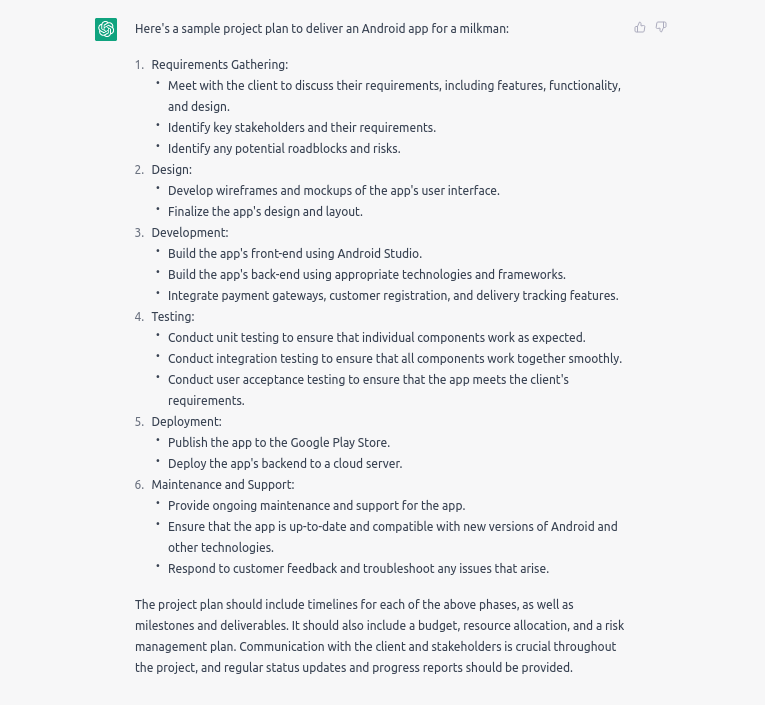 Here's a sample project plan to deliver an Android app for a milkman:
1. Requirements Gathering:
• Meet with the client to discuss their requirements, including features, functionality,
and design.
• Identify key stakeholders and their requirements.
• Identify any potential roadblocks and risks.
2. Design:
• Develop wireframes and mockups of the app's user interface.
• Finalize the app's design and layout.
3. Development:
• Build the app's front-end using Android Studio.
• Build the app's back-end using appropriate technologies and frameworks.
• Integrate payment gateways, customer registration, and delivery tracking features.
4. Testing:
• Conduct unit testing to ensure that individual components work as expected.
• Conduct integration testing to ensure that all components work together smoothly.
• Conduct user acceptance testing to ensure that the app meets the client's
requirements.
5. Deployment:
• Publish the app to the Google Play Store.
• Deploy the app's backend to a cloud server.
6. Maintenance and Support:
• Provide ongoing maintenance and support for the app.
• Ensure that the app is up-to-date and compatible with new versions of Android and
other technologies.
• Respond to customer feedback and troubleshoot any issues that arise.
The project plan should include timelines for each of the above phases, as well as
milestones and deliverables. It should also include a budget, resource allocation, and a risk
management plan. Communication with the client and stakeholders is crucial throughout
the project, and regular status updates and progress reports should be provided.